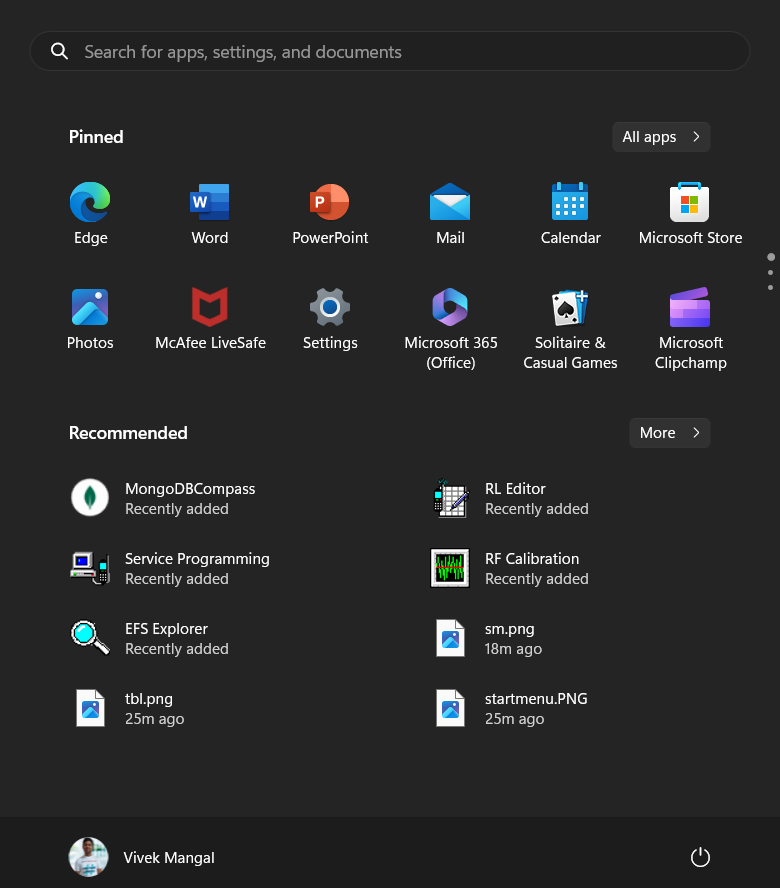 Search for apps, settings, and documents
Pinned
All apps
Edge
Word
PowerPoint
Mail
Calendar
Microsoft Store
Photos
McAfee LiveSafe
Settings
Microsoft 365
(Office)
Solitaire &
Casual Games
Microsoft
Clipchamp
Recommended
More
MongoDBCompass
Recently added
RL Editor
Recently added
Service Programming
Recently added
RF Calibration
Recently added
EFS Explorer
Recently added
sm.png
18m ago
tbl.png
25m ago
startmenu.PNG
25m ago
Vivek Mangal